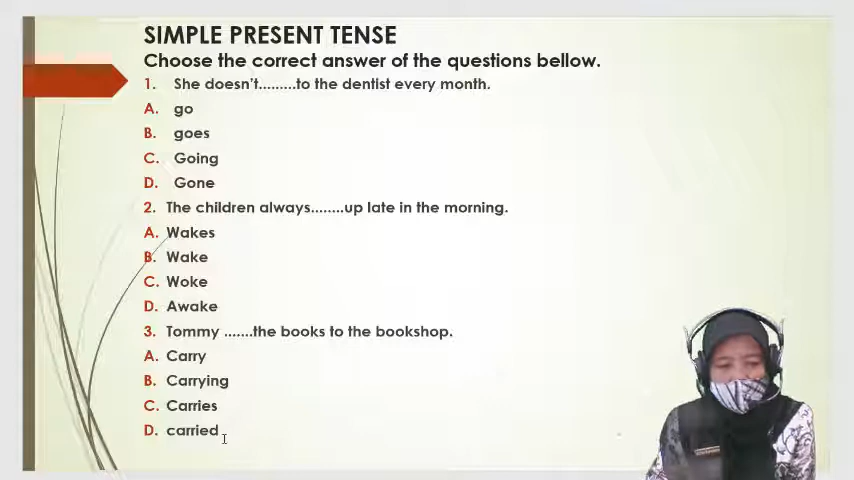 SIMPLE PRESENT TENSE
Choose the correct answer of the questions bellow.
1. She doesn't.........to the dentist every month.
A. go
B. goes
C. Going
D. Gone
2. The children always........up late in the morning.
A. Wakes
B. Wake
C. Woke
D. Awake
3. Tommy .......the books to the bookshop.
A. Carry
B. Carrying
C. Carries
D. carried